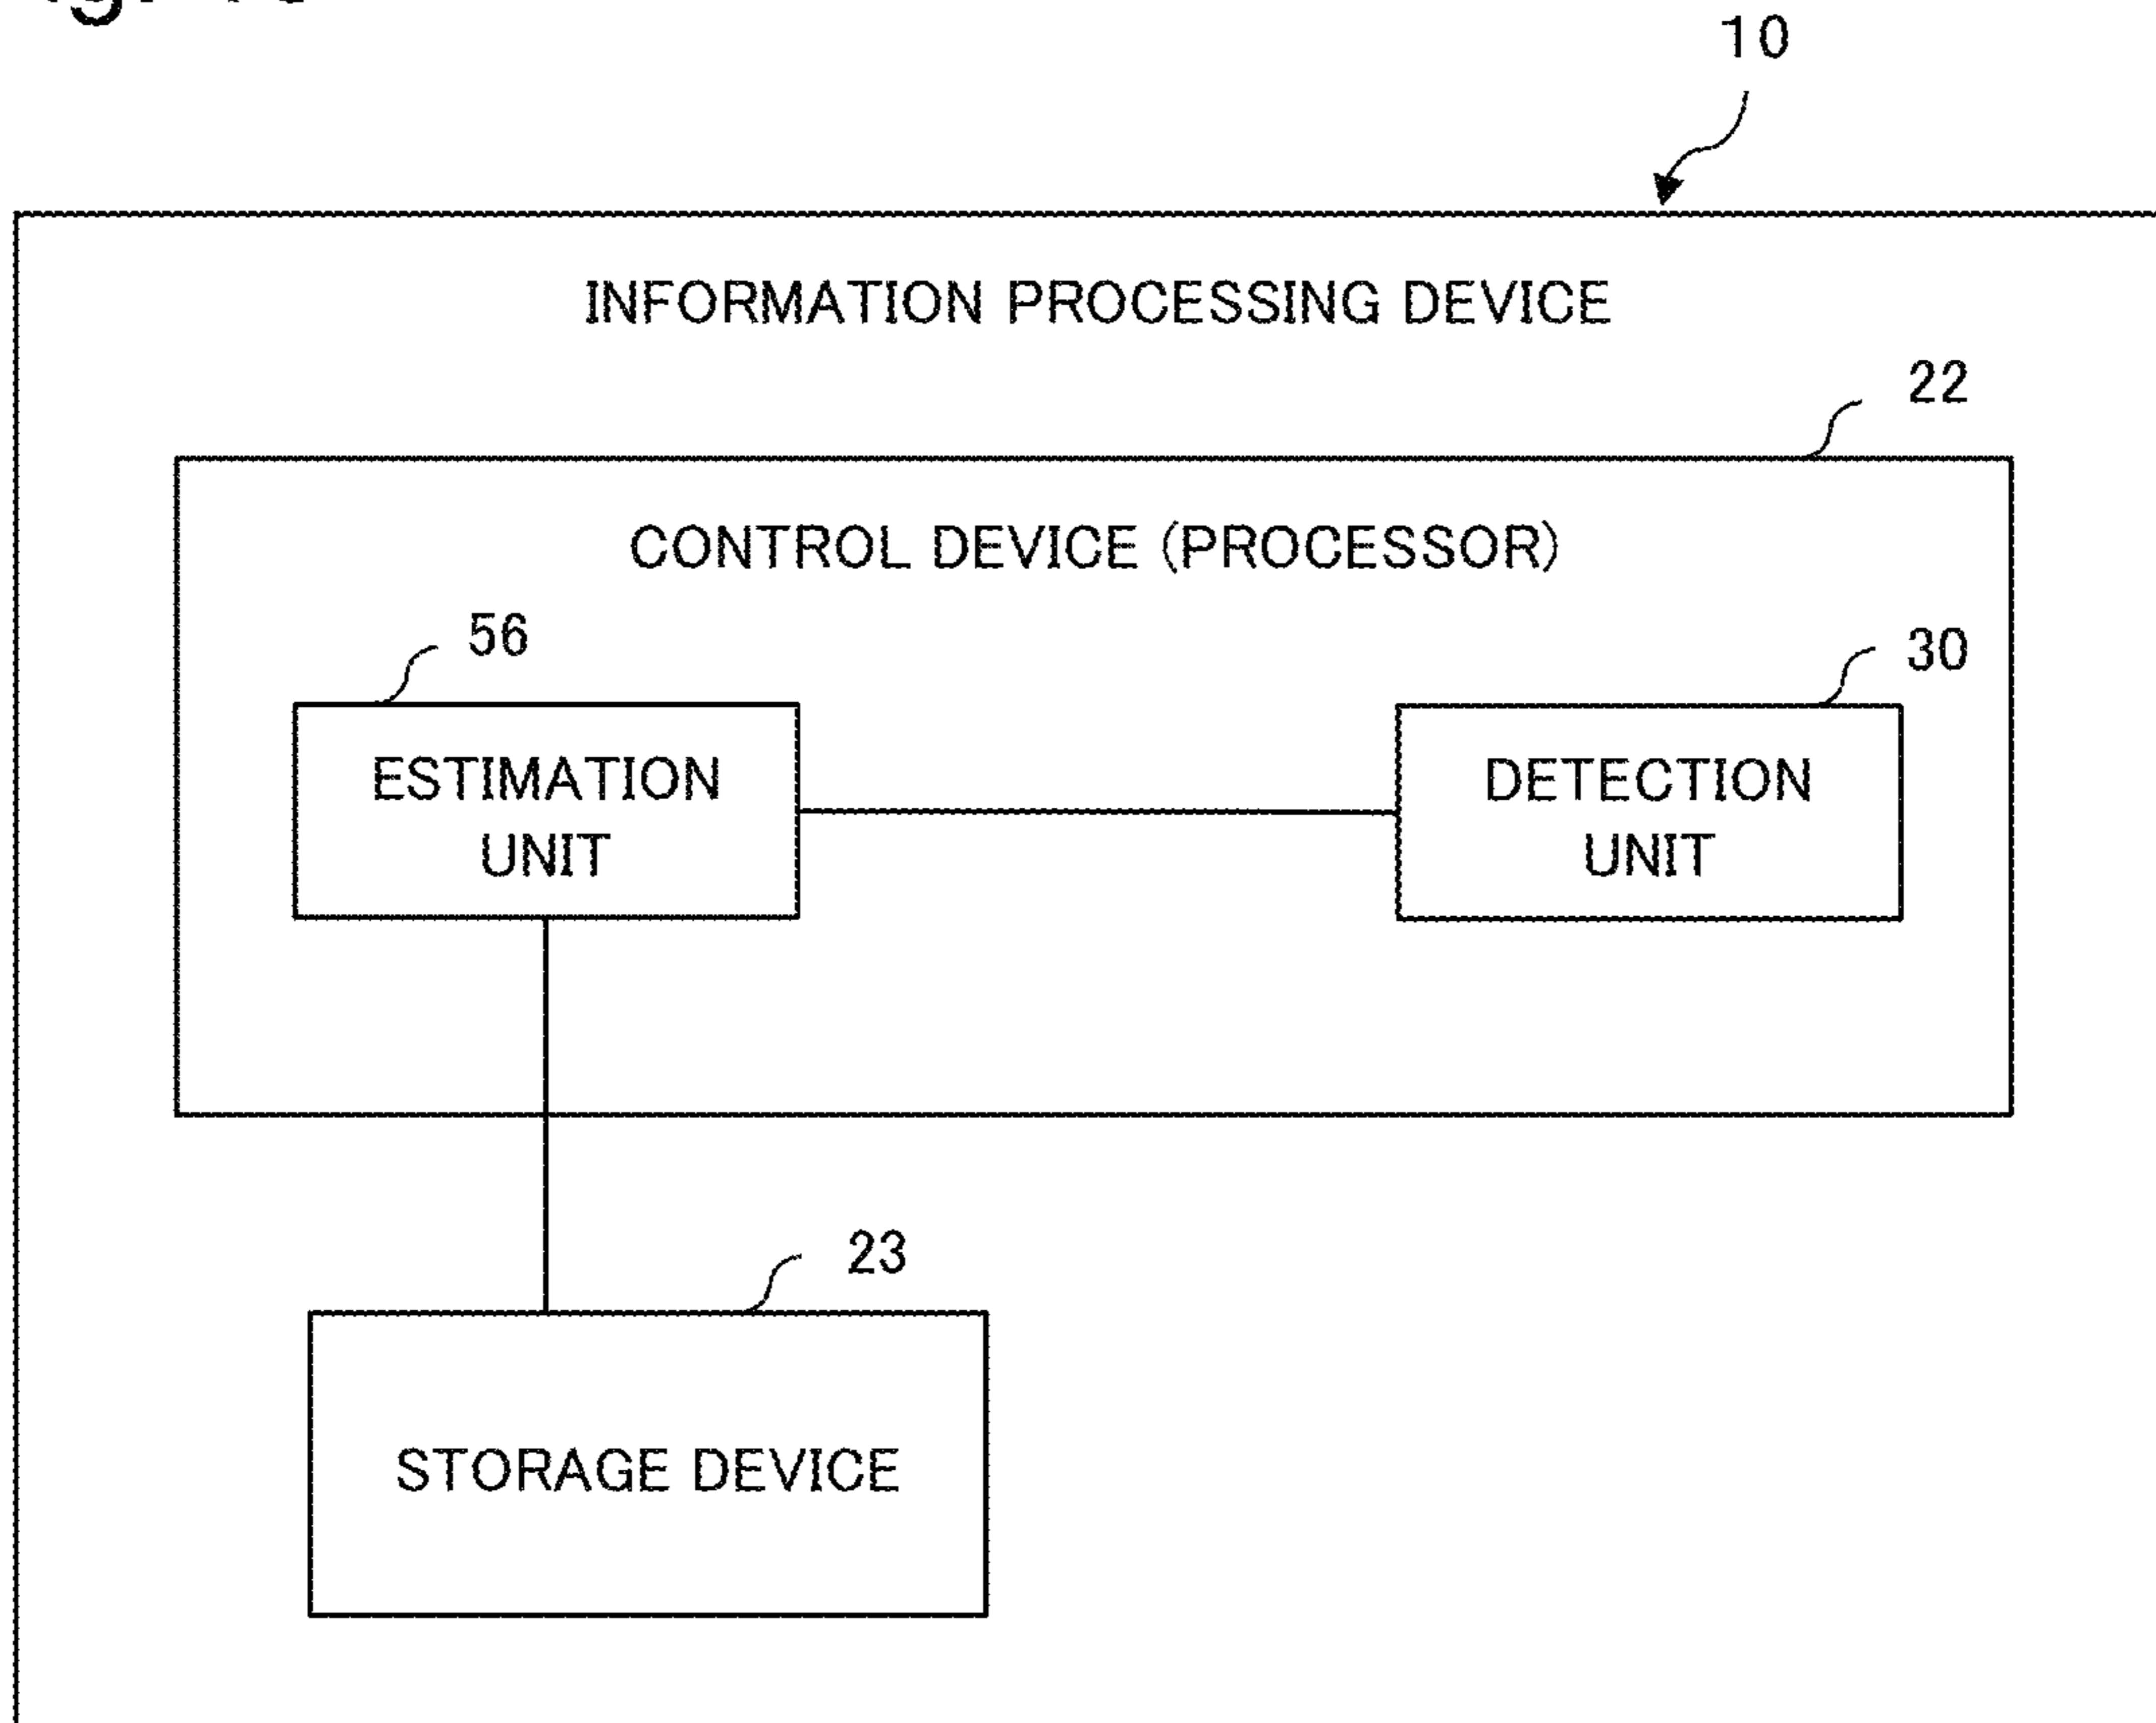 10
INFORMATION PROCESSING DEVICE
22
CONTROL DEVICE (PROCESSOR)
56
30
ESTIMATION
UNIT
DETECTION
UNIT
23
STORAGE DEVICE